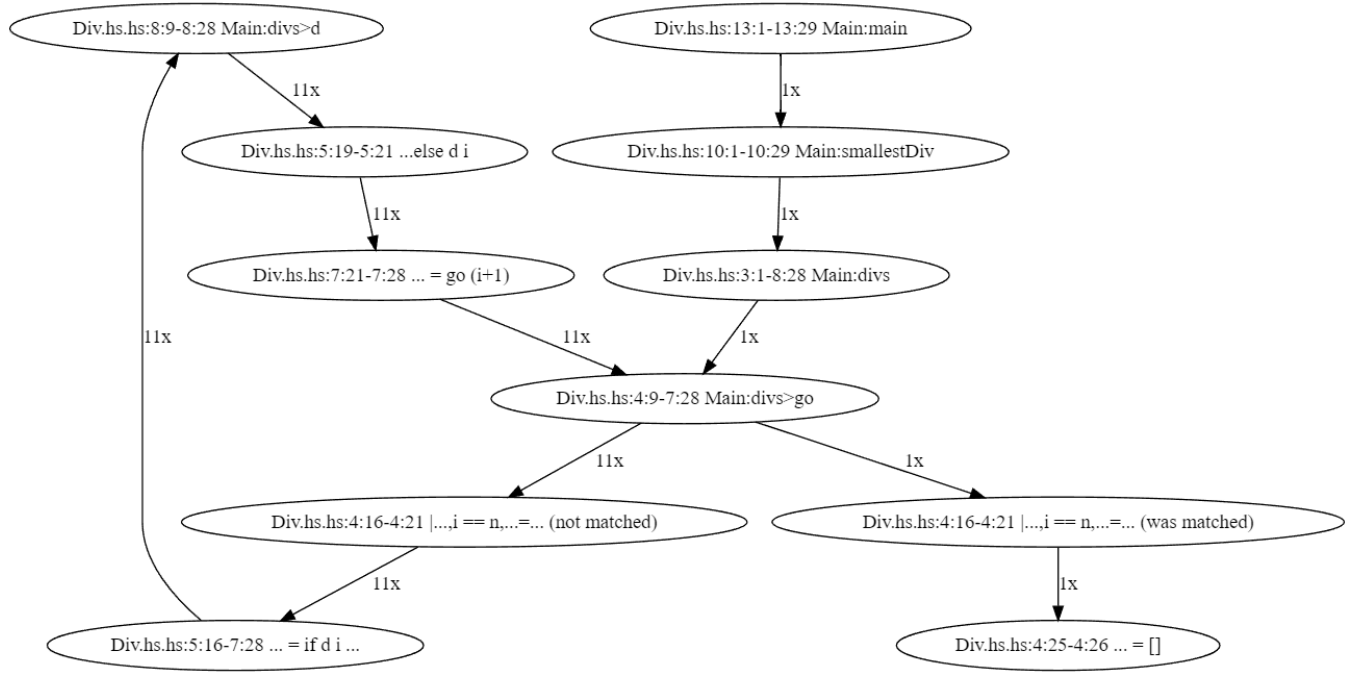 Div.hs.hs:8:9-8:28 Main:divs>d
Div.hs.hs:13:1-13:29 Main:main
11x
1x
Div.hs.hs:5:19-5:21 ...else d i
Div.hs.hs:10:1-10:29 Main:smallestDiv
11x
1x
Div.hs.hs:7:21-7:28 ... = go (i+1)
Div.hs.hs:3:1-8:28 Main:divs
11x
11x
1x
Div.hs.hs:4:9-7:28 Main:divs>go
11x
1x
Div.hs.hs:4:16-4:21 |...,i == n,...=... (not matched)
Div.hs.hs:4:16-4:21 |...,i == n,...=... (was matched)
11x
1x
Div.hs.hs:5:16-7:28 ... = if d i ...
Div.hs.hs:4:25-4:26 ... = []